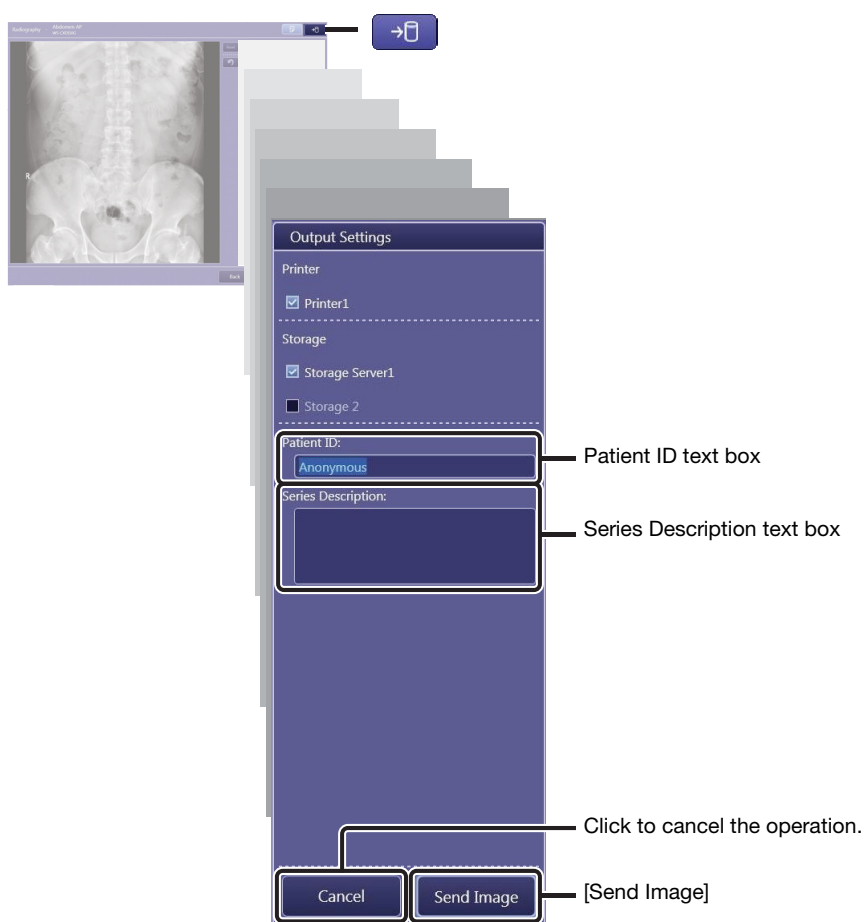 Radiography
Abdomen AP
R
Back
Output Settings
Printer
Printer1
Storage
Storage Server1
Storage 2
Patient ID:
Anonymous
Patient ID text box
Series Description:
Series Description text box
Click to cancel the operation.
Cancel
Send Image
[Send Image]